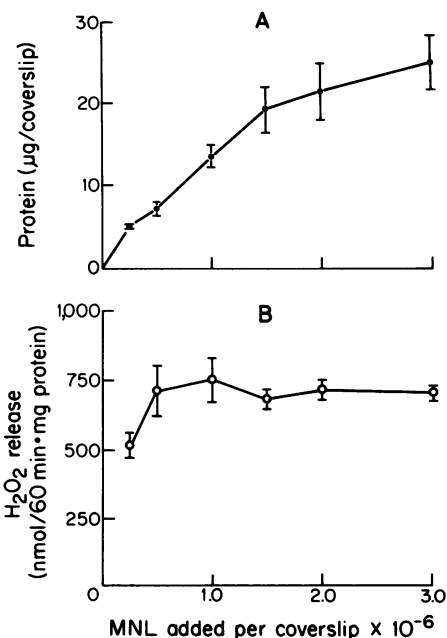 A
30
20
10
0
Protein (µg/coverslip)
B
1,000
750
500
250
0
H₂O₂ release
(nmol/60 min•mg protein)
1.0
2.0
3.0
MNL added per coverslip x 10⁻⁶